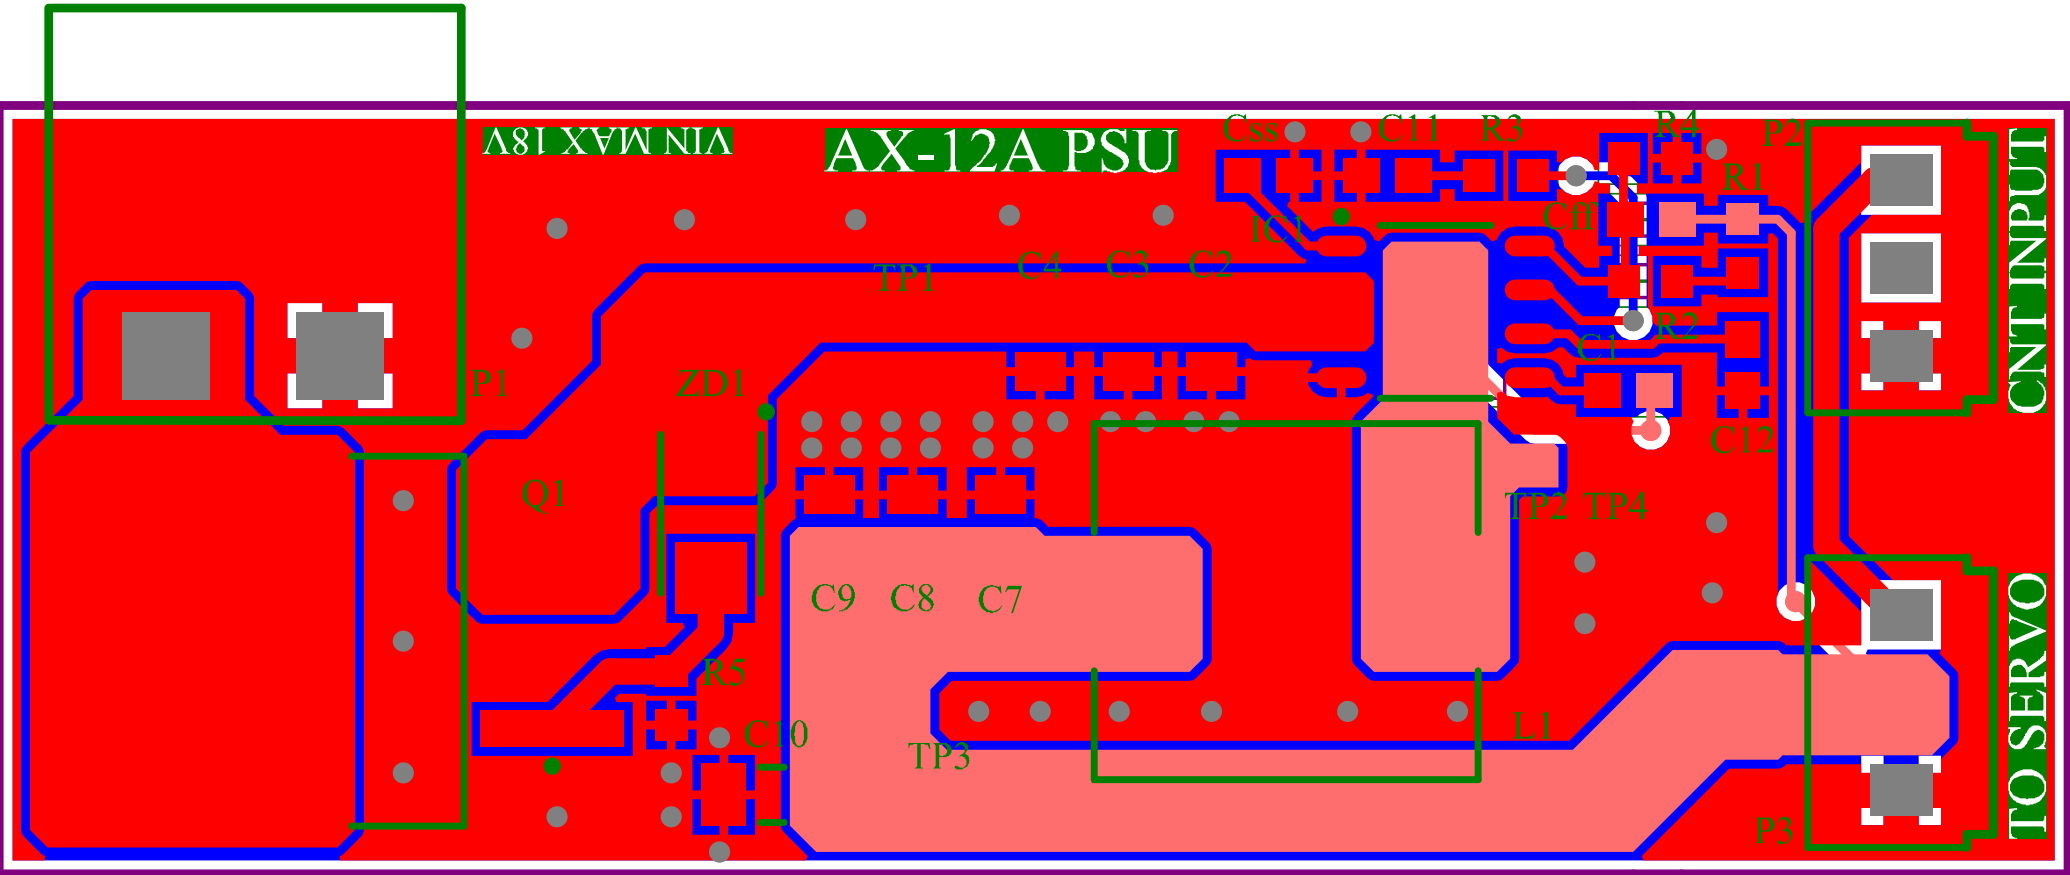 VIN MAX 18V
AX-12A PSU
Css
C11
R3
R4
P2
R1
IC1
Cff
TP1
C4
C3
C2
R2
C1
P1
ZD1
C12
Q1
TP2
TP4
C9
C8
C7
R5
C10
TP3
L1
P3
CNT INPUT
TO SERVO